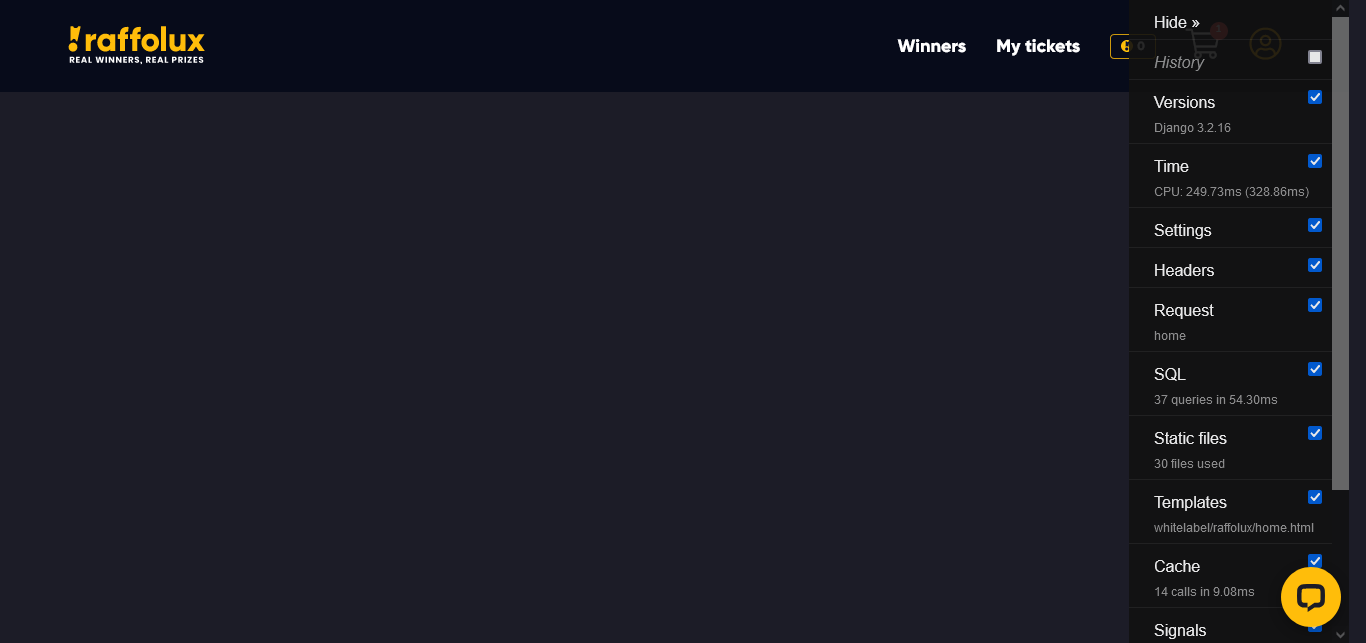 raffolux
REAL WINNERS, REAL PRIZES
Winners
My tickets
0
1
Hide »
History
Versions
Django 3.2.16
Time
CPU: 249.73ms (328.86ms)
Settings
Headers
Request
home
SQL
37 queries in 54.30ms
Static files
30 files used
Templates
whitelabel/raffolux/home.html
Cache
14 calls in 9.08ms
Signals